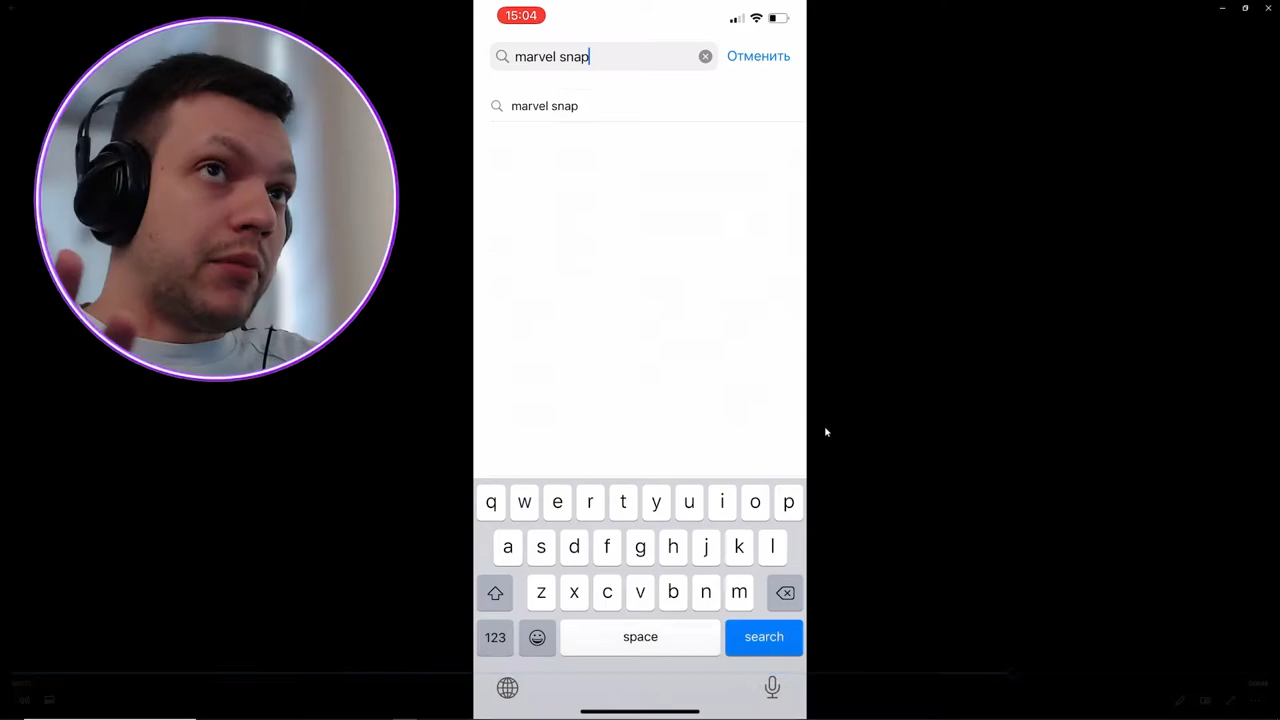 15:04
marvel snap
Отменить
marvel snap
q w e r t y u i o p
a s d f g h j k l
z x c v b n m
123 space search